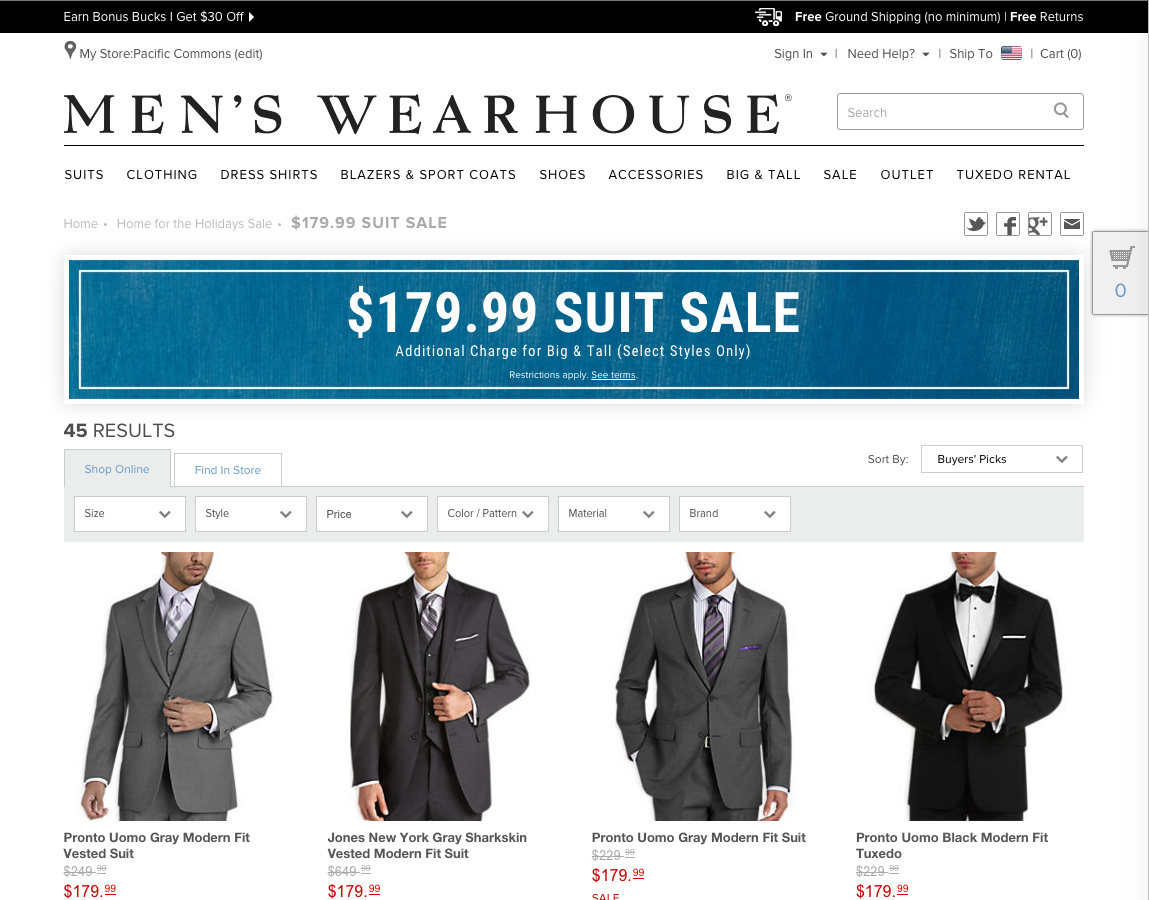 Earn Bonus Bucks I Get $30 Off
Free Ground Shipping (no minimum) | Free Returns
My Store:Pacific Commons (edit)
Sign In | Need Help? | Ship To | Cart (0)
MEN'S WEARHOUSE®
Search
SUITS CLOTHING DRESS SHIRTS BLAZERS & SPORT COATS SHOES ACCESSORIES BIG & TALL SALE OUTLET TUXEDO RENTAL
Home • Home for the Holidays Sale • $179.99 SUIT SALE
0
$179.99 SUIT SALE
Additional Charge for Big & Tall (Select Styles Only)
Restrictions apply. See terms.
45 RESULTS
Shop Online
Find In Store
Sort By: Buyers' Picks
Size
Style
Price
Color / Pattern
Material
Brand
Pronto Uomo Gray Modern Fit
Vested Suit
$249.99
$179.99
Jones New York Gray Sharkskin
Vested Modern Fit Suit
$649.99
$179.99
Pronto Uomo Gray Modern Fit Suit
$229.99
$179.99
SALE
Pronto Uomo Black Modern Fit
Tuxedo
$229.99
$179.99